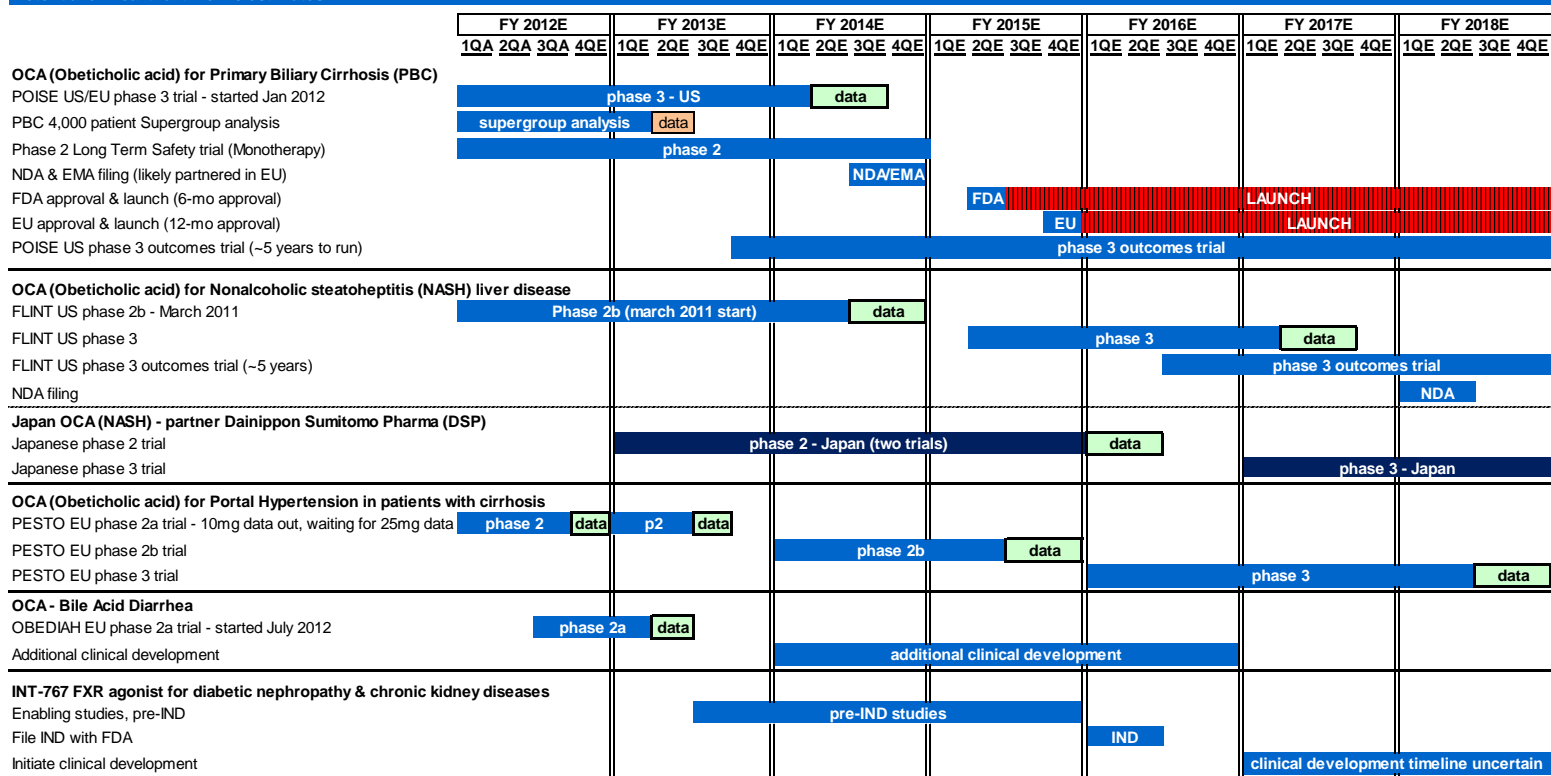 FY 2012E FY 2013E FY 2014E FY 2015E FY 2016E FY 2017E FY 2018E
1QA 2QA 3QA 4QE 1QE 2QE 3QE 4QE 1QE 2QE 3QE 4QE 1QE 2QE 3QE 4QE 1QE 2QE 3QE 4QE 1QE 2QE 3QE 4QE 1QE 2QE 3QE 4QE
OCA (Obeticholic acid) for Primary Biliary Cirrhosis (PBC)
POISE US/EU phase 3 trial - started Jan 2012 phase 3 - US data
PBC 4,000 patient Supergroup analysis supergroup analysis data
Phase 2 Long Term Safety trial (Monotherapy) phase 2
NDA & EMA filing (likely partnered in EU) NDA/EMA
FDA approval & launch (6-mo approval) FDA LAUNCH
EU approval & launch (12-mo approval) EU LAUNCH
POISE US phase 3 outcomes trial (~5 years to run) phase 3 outcomes trial
OCA (Obeticholic acid) for Nonalcoholic steatoheptitis (NASH) liver disease
FLINT US phase 2b - March 2011 Phase 2b (march 2011 start) data
FLINT US phase 3 phase 3 data
FLINT US phase 3 outcomes trial (~5 years) phase 3 outcomes trial
NDA filing NDA
Japan OCA (NASH) - partner Dainippon Sumitomo Pharma (DSP)
Japanese phase 2 trial phase 2 - Japan (two trials) data
Japanese phase 3 trial phase 3 - Japan
OCA (Obeticholic acid) for Portal Hypertension in patients with cirrhosis
PESTO EU phase 2a trial - 10mg data out, waiting for 25mg data phase 2 data p2 data
PESTO EU phase 2b trial phase 2b data
PESTO EU phase 3 trial phase 3 data
OCA - Bile Acid Diarrhea
OBEDIAH EU phase 2a trial - started July 2012 phase 2a data
Additional clinical development additional clinical development
INT-767 FXR agonist for diabetic nephropathy & chronic kidney diseases
Enabling studies, pre-IND pre-IND studies
File IND with FDA IND
Initiate clinical development clinical development timeline uncertain